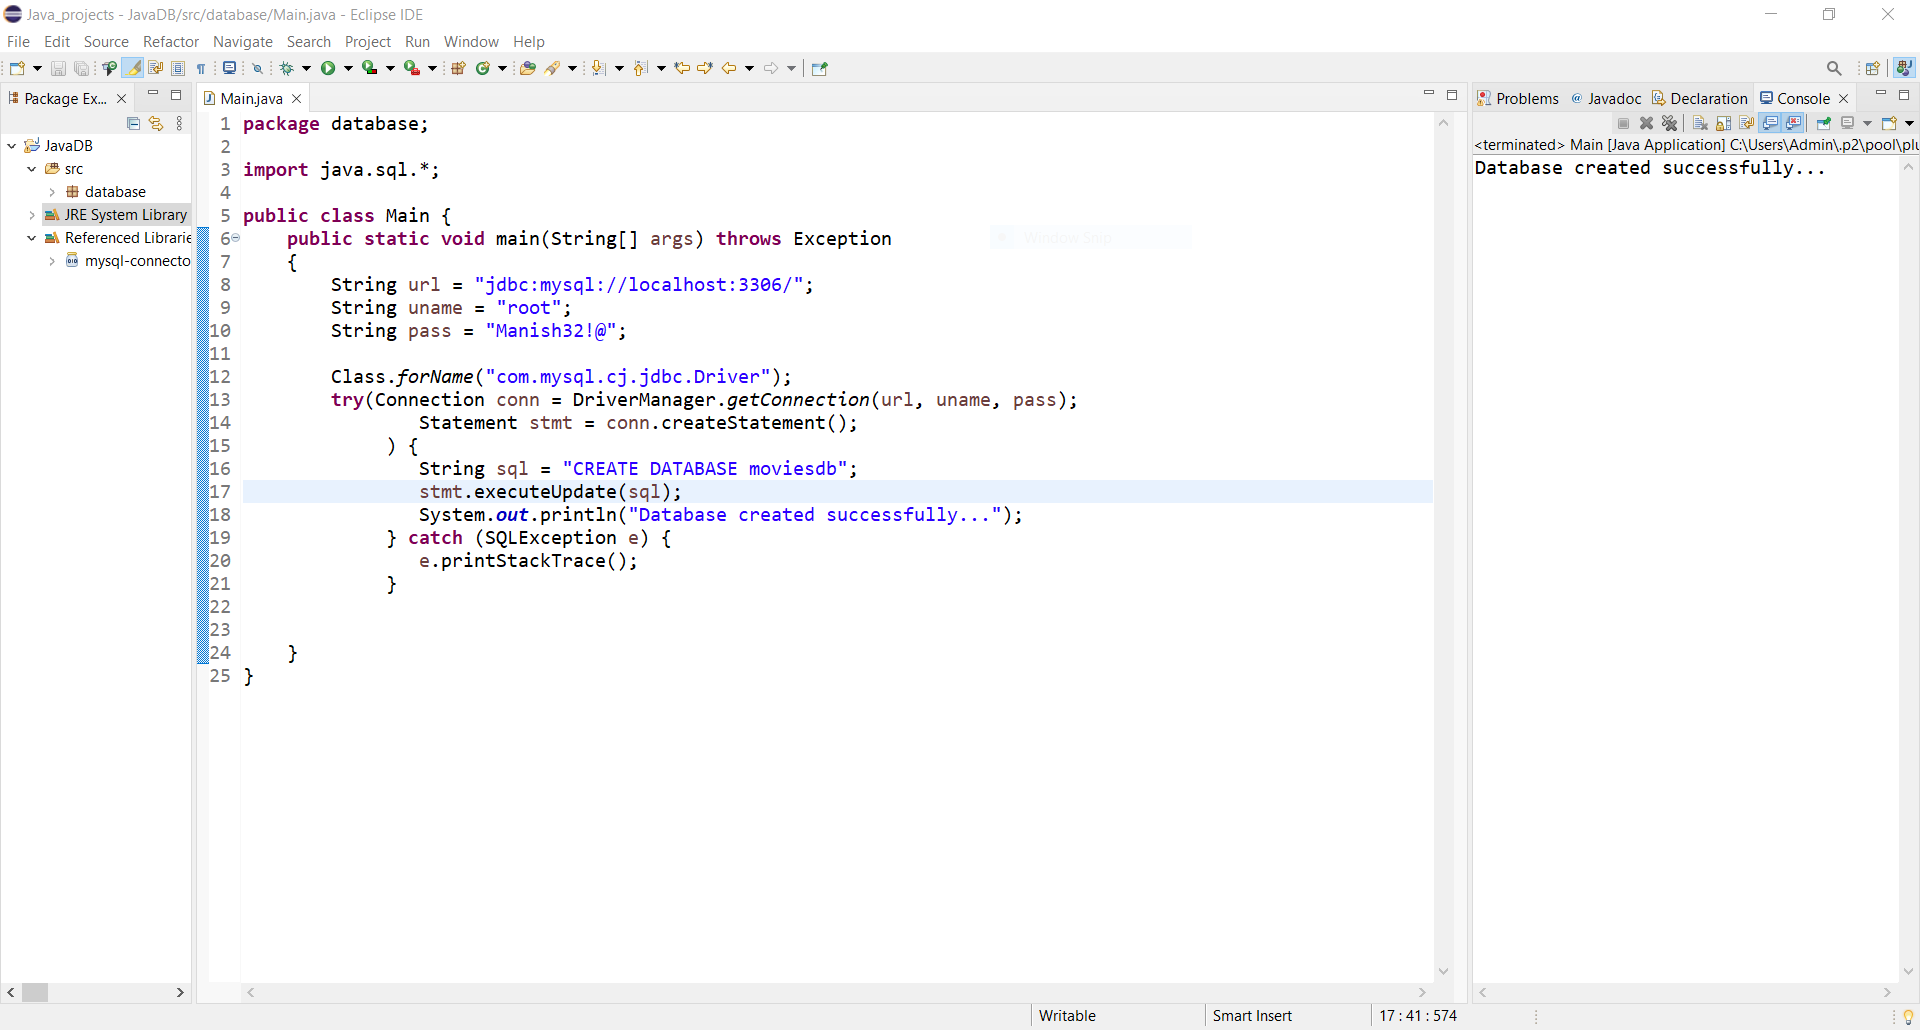 Java_projects - JavaDB/src/database/Main.java - Eclipse IDE
File Edit Source Refactor Navigate Search Project Run Window Help
Package Ex...
JavaDB
src
database
JRE System Library
Referenced Librarie
mysql-connecto
Main.java
1 package database;
2
3 import java.sql.*;
4
5 public class Main {
6 public static void main(String[] args) throws Exception
7 {
8 String url = "jdbc:mysql://localhost:3306/";
9 String uname = "root";
10 String pass = "Manish32!@";
11
12 Class.forName("com.mysql.cj.jdbc.Driver");
13 try(Connection conn = DriverManager.getConnection(url, uname, pass);
14 Statement stmt = conn.createStatement();
15 ) {
16 String sql = "CREATE DATABASE moviesdb";
17 stmt.executeUpdate(sql);
18 System.out.println("Database created successfully...");
19 } catch (SQLException e) {
20 e.printStackTrace();
21 }
22
23
24 }
25 }
Window Snip
Problems Javadoc Declaration Console
<terminated> Main [Java Application] C:\Users\Admin\.p2\pool\plu
Database created successfully...
Writable Smart Insert 17 : 41 : 574